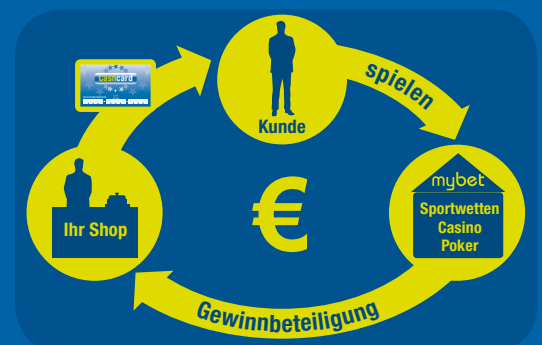 Cashcard
Kunde
spielen
mybet
Sportwetten
Casino
Poker
Ihr Shop
€
Gewinnbeteiligung